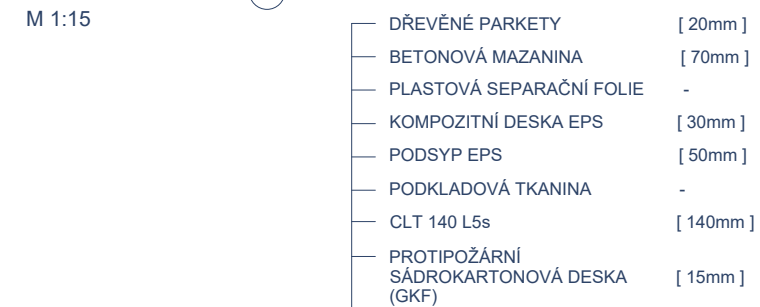 M 1:15
DŘEVĚNÉ PARKETY [ 20mm ]
BETONOVÁ MAZANINA [ 70mm ]
PLASTOVÁ SEPARAČNÍ FOLIE -
KOMPOZITNÍ DESKA EPS [ 30mm ]
PODSYP EPS [ 50mm ]
PODKLADOVÁ TKANINA -
CLT 140 L5s [ 140mm ]
PROTIPOŽÁRNÍ
SÁDROKARTONOVÁ DESKA [ 15mm ]
(GKF)